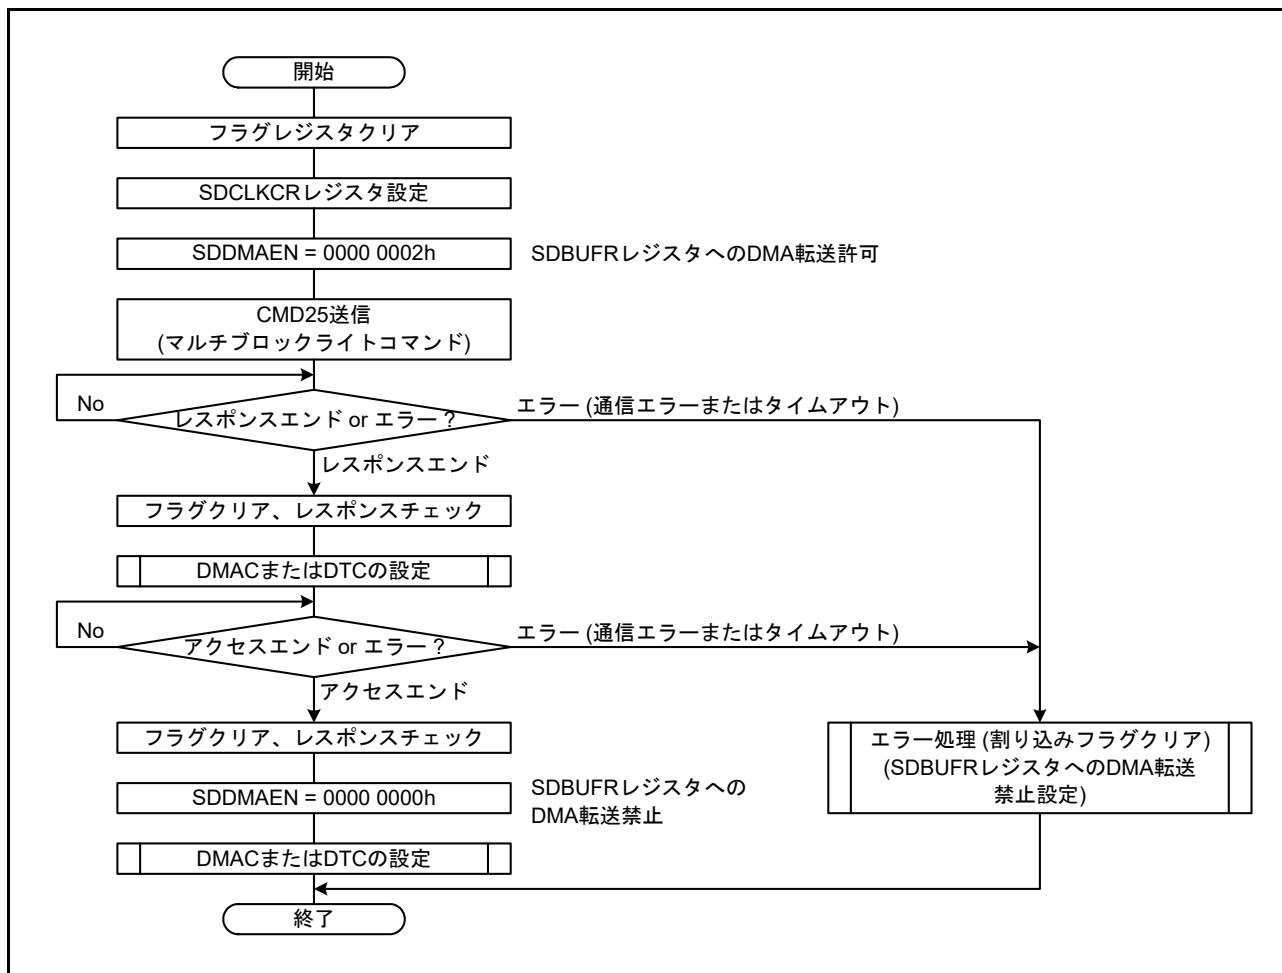 開始
フラグレジスタクリア
SDCLKCRレジスタ設定
SDDMAEN = 0000 0002h
SDBUFRレジスタへのDMA転送許可
CMD25送信
(マルチブロックライトコマンド)
No
レスポンスエンド or エラー ?
エラー (通信エラーまたはタイムアウト)
レスポンスエンド
フラグクリア、レスポンスチェック
DMACまたはDTCの設定
No
アクセスエンド or エラー ?
エラー (通信エラーまたはタイムアウト)
アクセスエンド
フラグクリア、レスポンスチェック
SDDMAEN = 0000 0000h
SDBUFRレジスタへの
DMA転送禁止
エラー処理 (割り込みフラグクリア)
(SDBUFRレジスタへのDMA転送
禁止設定)
DMACまたはDTCの設定
終了